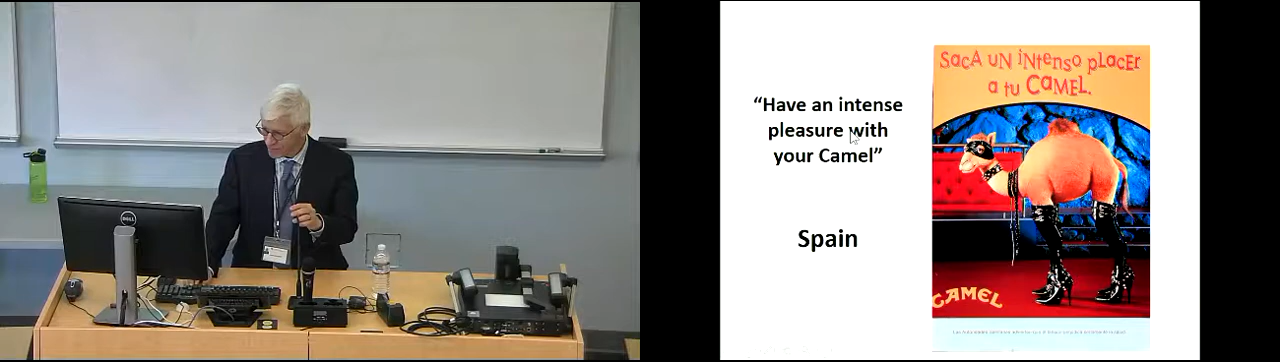 DELL
"Have an intense
pleasure with
your Camel"
Spain
SACA UN INTENSO PLACER
A TU CAMEL.
CAMEL